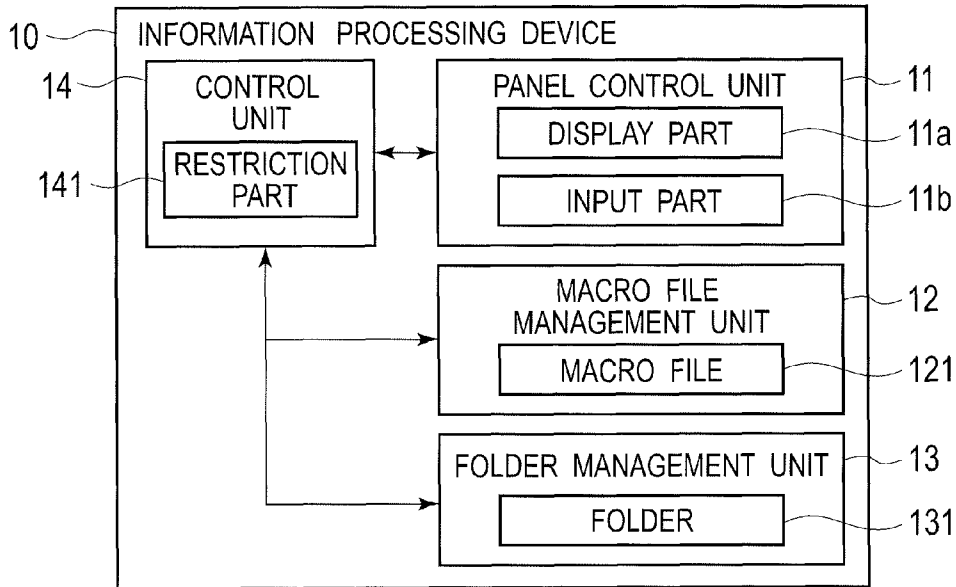 10
INFORMATION PROCESSING DEVICE
14
CONTROL
UNIT
141
RESTRICTION
PART
PANEL CONTROL UNIT
11
DISPLAY PART
11a
INPUT PART
11b
MACRO FILE
MANAGEMENT UNIT
12
MACRO FILE
121
FOLDER MANAGEMENT UNIT
13
FOLDER
131